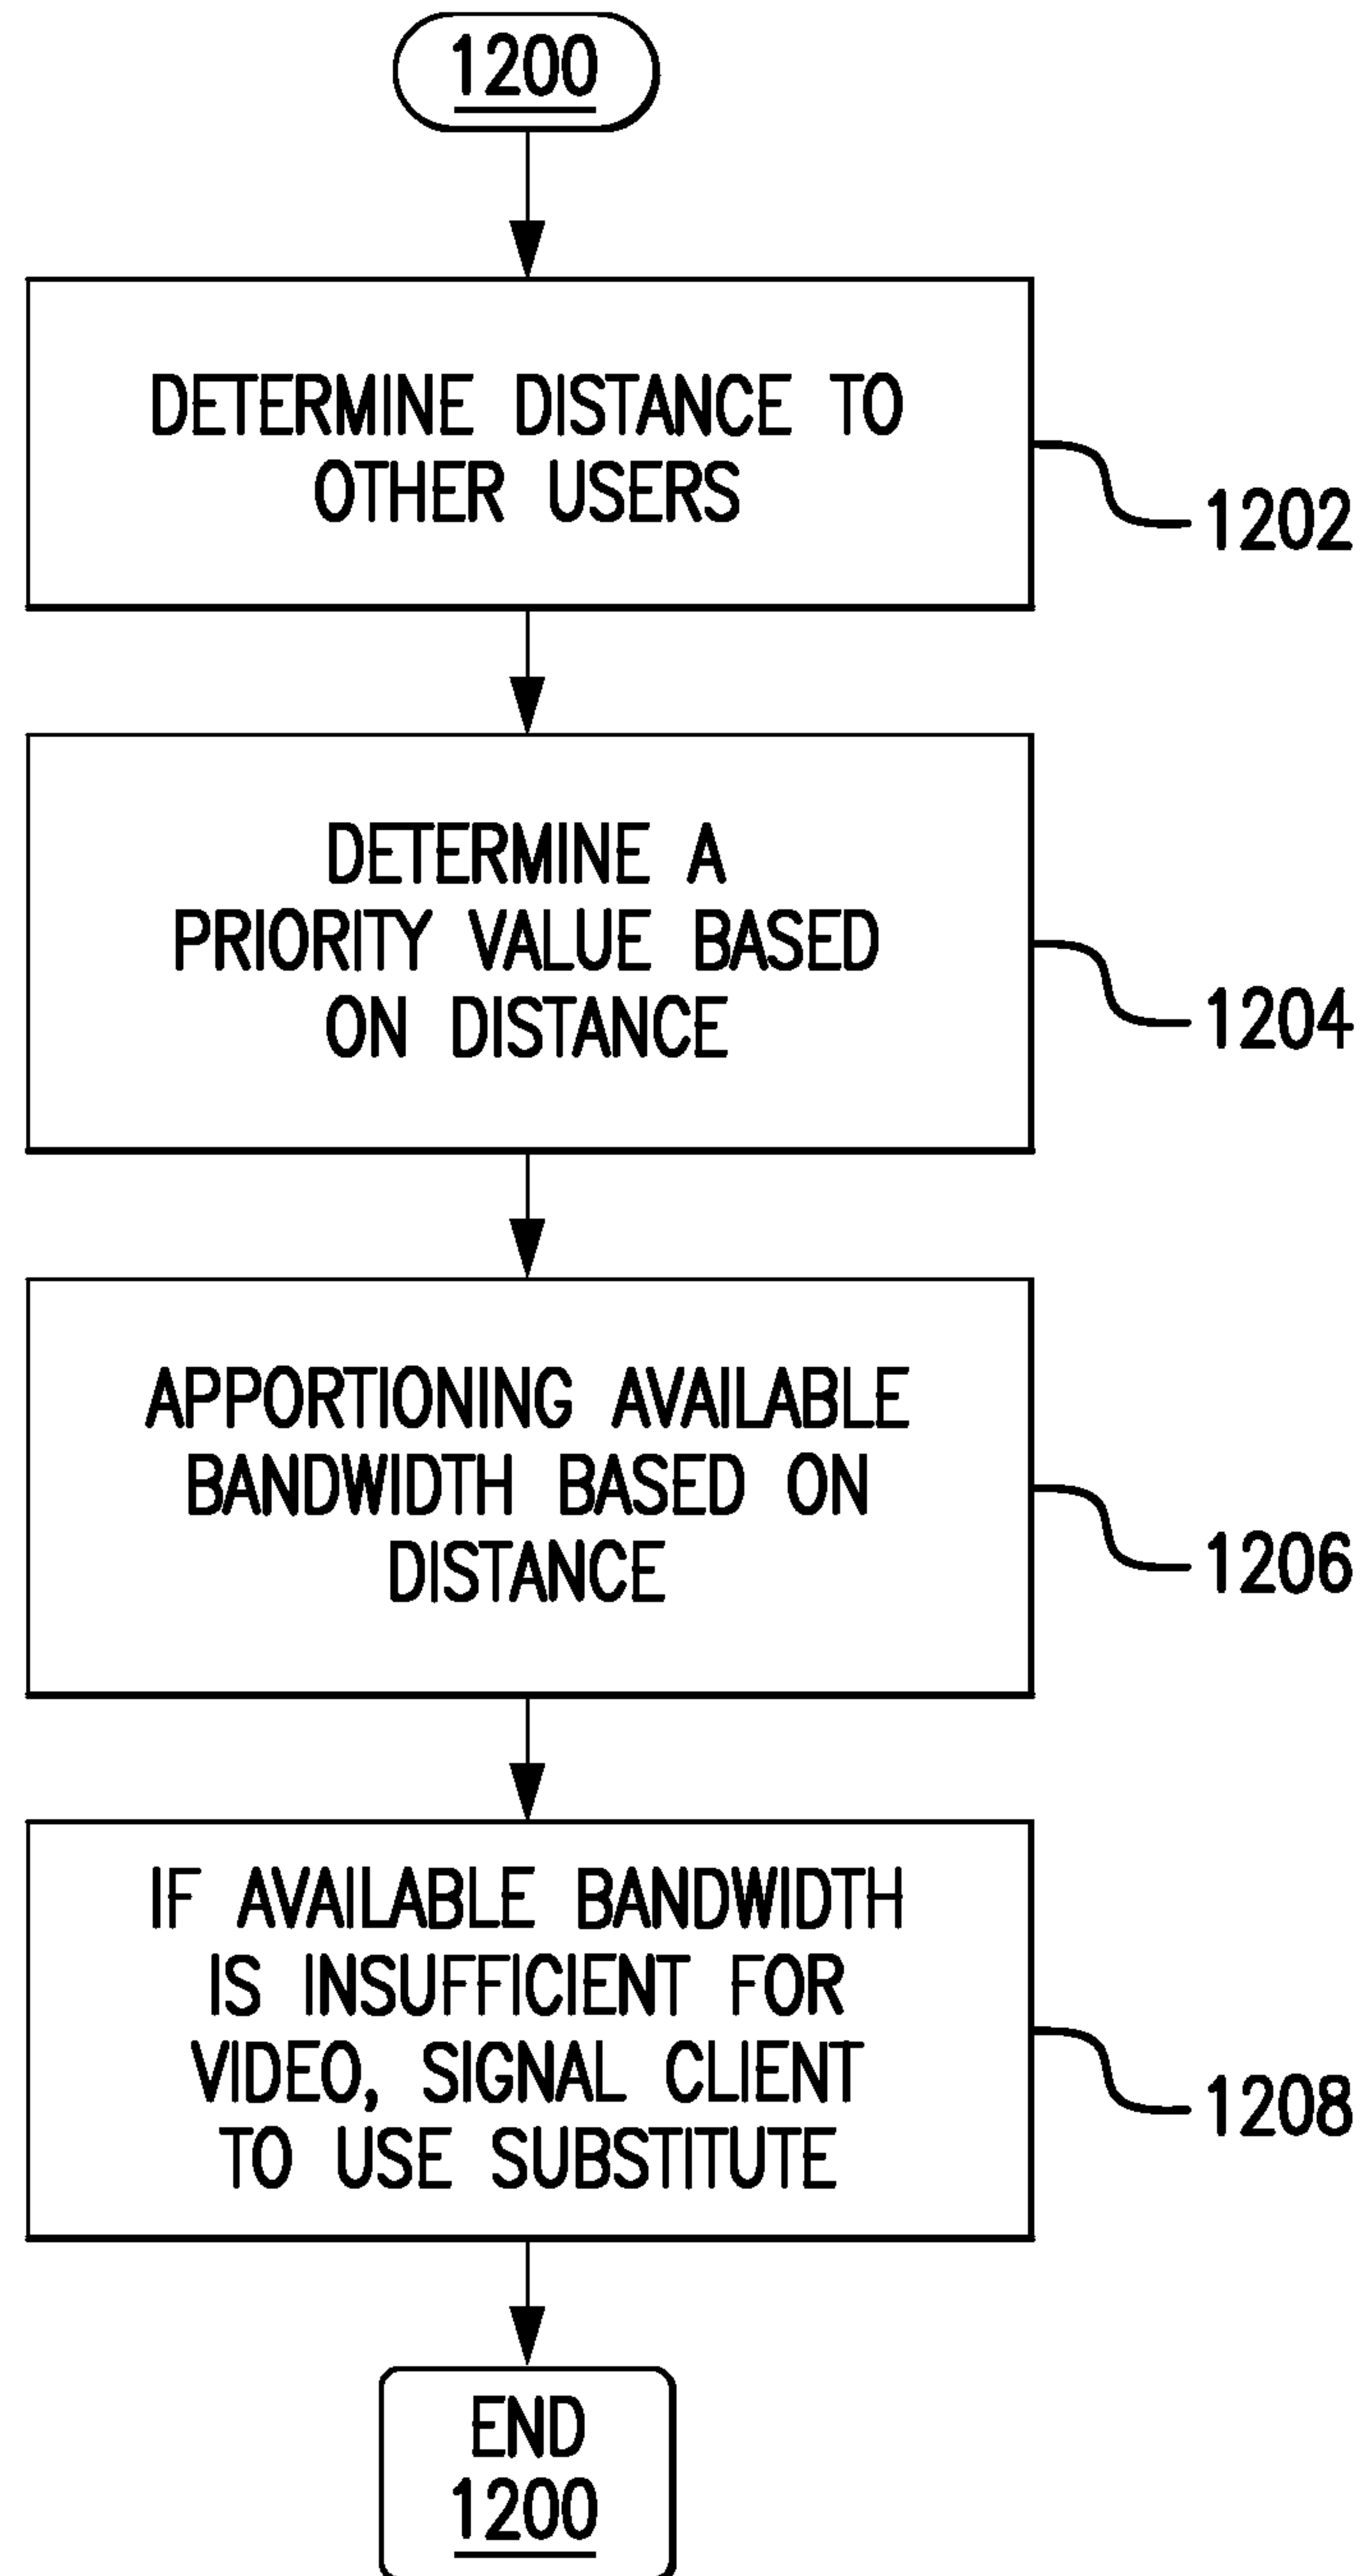 1200
DETERMINE DISTANCE TO
OTHER USERS
1202
DETERMINE A
PRIORITY VALUE BASED
ON DISTANCE
1204
APPORTIONING AVAILABLE
BANDWIDTH BASED ON
DISTANCE
1206
IF AVAILABLE BANDWIDTH
IS INSUFFICIENT FOR
VIDEO, SIGNAL CLIENT
TO USE SUBSTITUTE
1208
END
1200